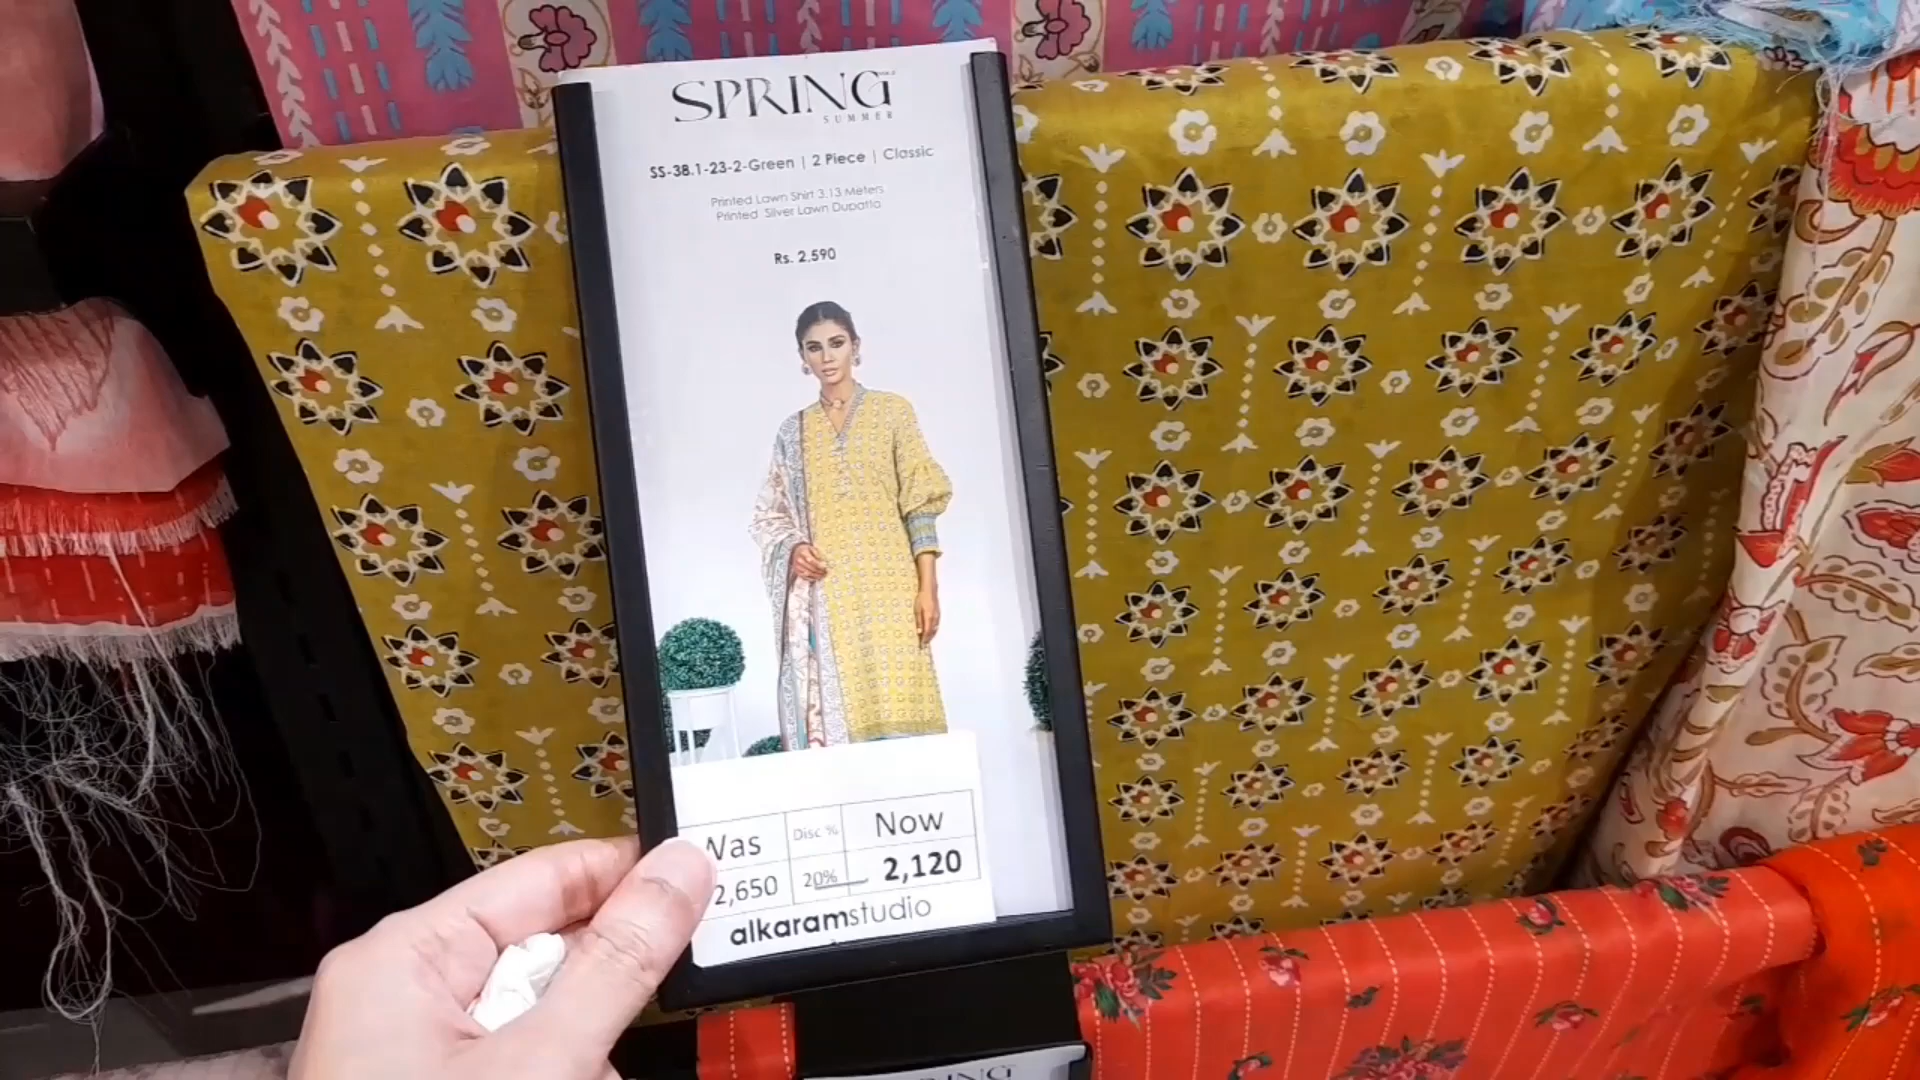 SPRING
SUMMER
SS-38.1-23-2-Green | 2 Piece | Classic
Printed Lawn Shirt 3.13 Meters
Printed Silver Lawn Dupatta
Rs. 2,590
Was Disc % Now
2,650 20% 2,120
alkaramstudio